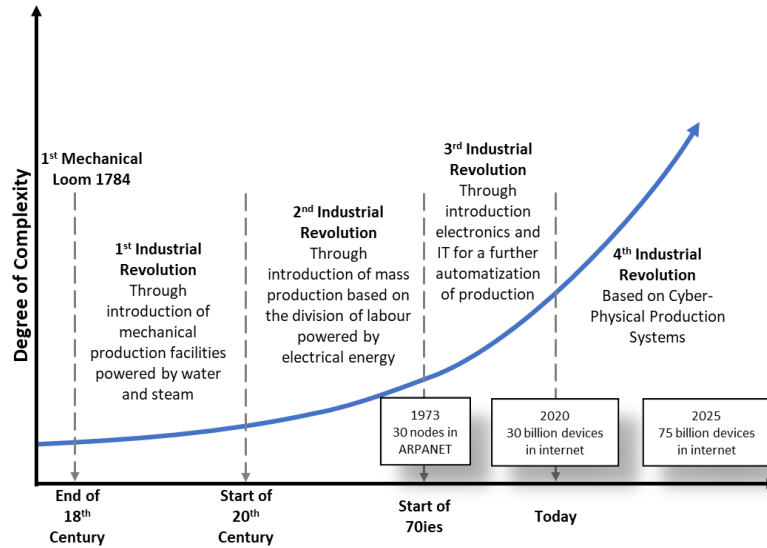 Degree of Complexity
1st Mechanical
Loom 1784
1st Industrial
Revolution
Through
introduction of
mechanical
production facilities
powered by water
and steam
2nd Industrial
Revolution
Through
introduction of mass
production based on
the division of labour
powered by
electrical energy
3rd Industrial
Revolution
Through
introduction
electronics and
IT for a further
automatization
of production
4th Industrial
Revolution
Based on Cyber-
Physical Production
Systems
1973
30 nodes in
ARPANET
2020
30 billion devices
in internet
2025
75 billion devices
in internet
End of
18th
Century
Start of
20th
Century
Start of
70ies
Today